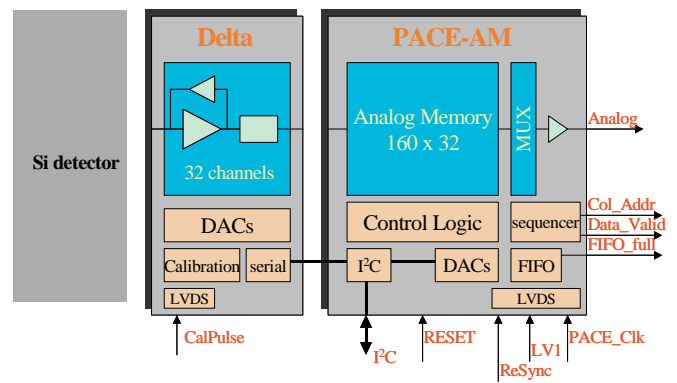 Delta
PACE-AM
Si detector
32 channels
Analog Memory
160 x 32
MUX
Analog
DACs
Control Logic
sequencer
Col_Addr
Data_Valid
FIFO_full
Calibration
serial
I²C
DACs
FIFO
LVDS
LVDS
CalPulse
I²C
RESET
ReSync
LV1
PACE_Clk